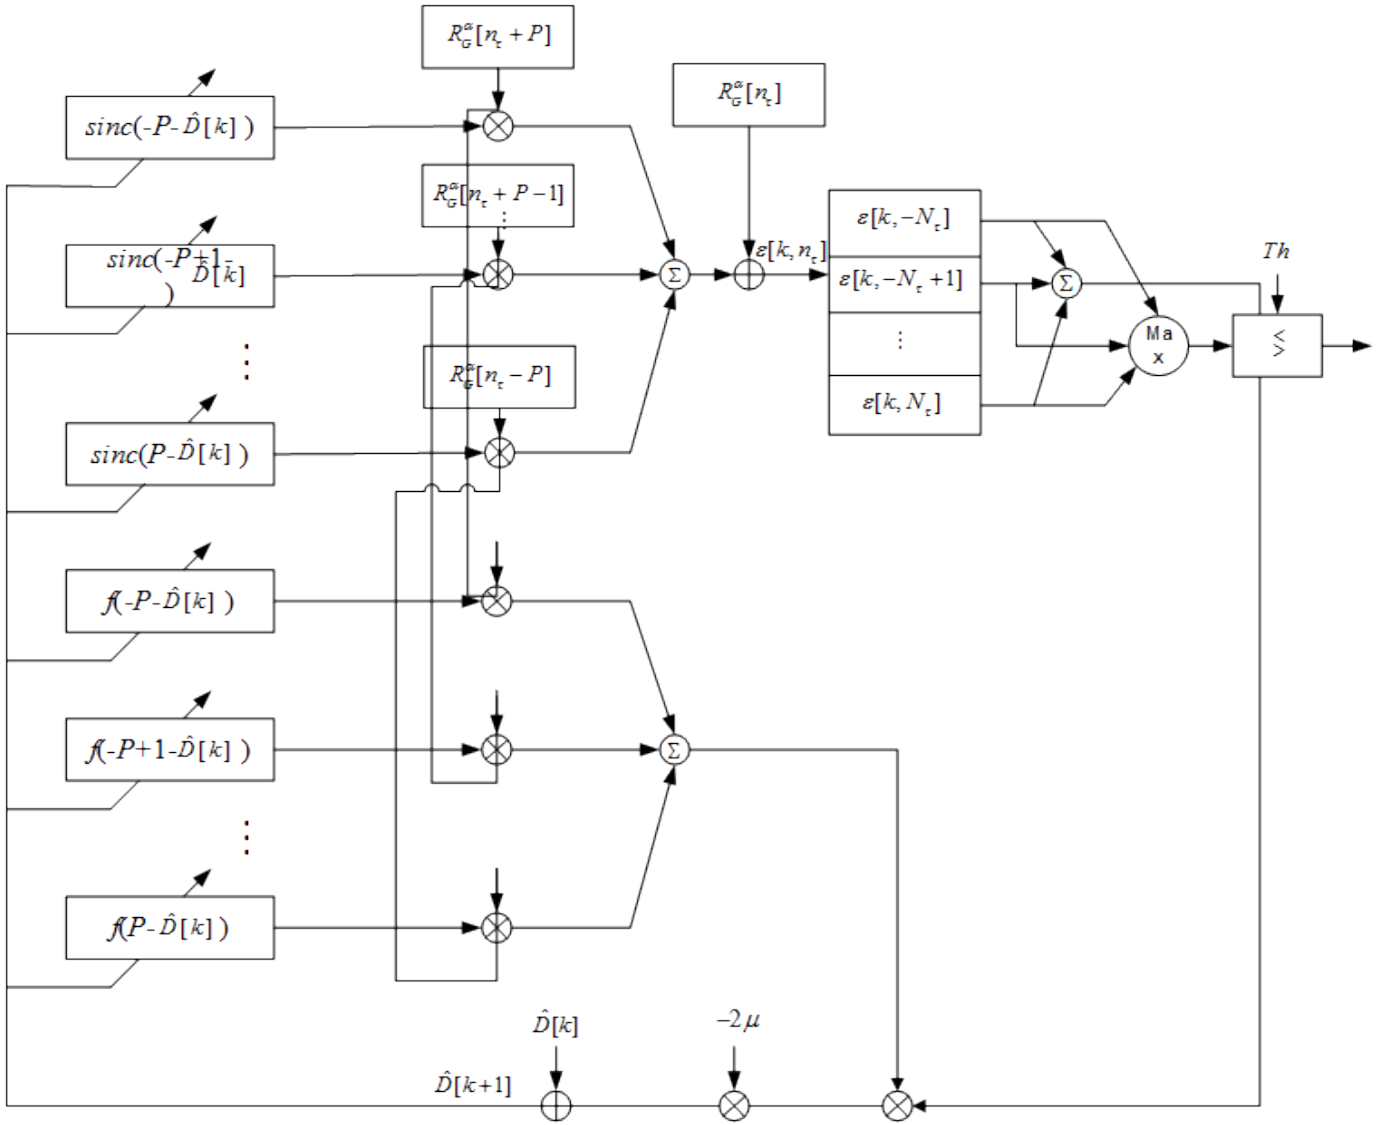 R_G^α[n_τ + P]
R_G^α[n_τ]
sinc(-P-D̂[k] )
R_G^α[n_τ + P − 1]
⋮
ε[k, −N_τ]
sinc(-P+1-
D̂[k]
)
ε[k, n_τ]
Σ
ε[k, −N_τ + 1]
Σ
Th
⋮
Ma
x
<
>
⋮
R_G^α[n_τ − P]
ε[k, N_τ]
sinc(P-D̂[k] )
f(-P-D̂[k] )
f(-P+1-D̂[k] )
Σ
⋮
f(P-D̂[k] )
D̂[k]
−2μ
D̂[k+1]